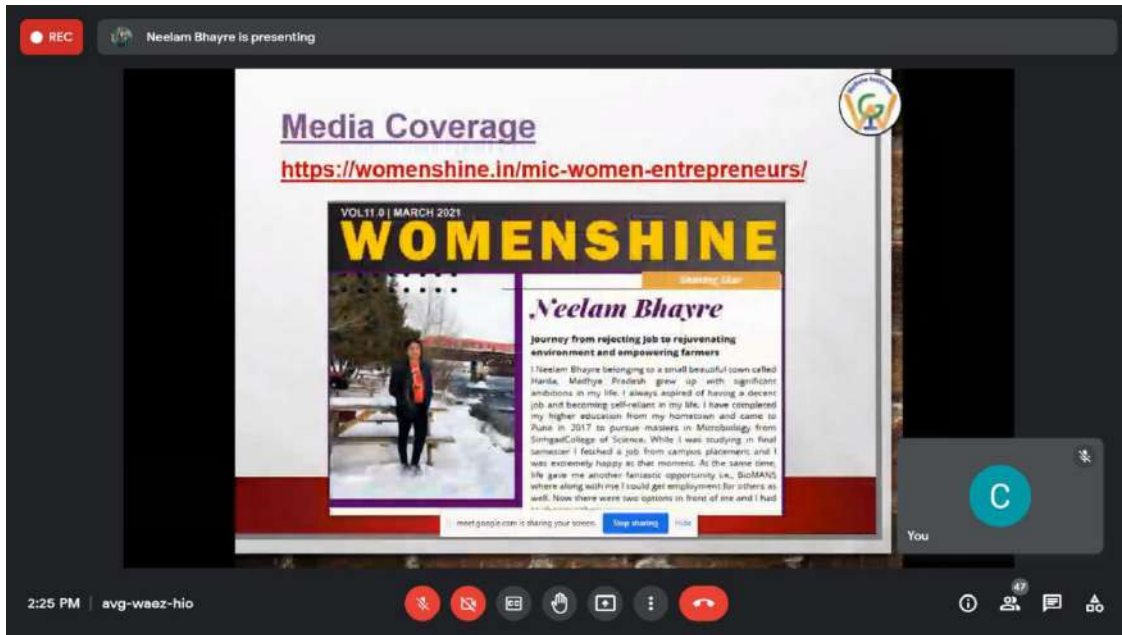 REC
Neelam Bhayre is presenting
Media Coverage
https://womenshine.in/mic-women-entrepreneurs/
VOL11.0 | MARCH 2021
WOMENSHINE
Shining Star
Neelam Bhayre
Journey from rejecting job to rejuvenating
environment and empowering farmers
I Neelam Bhayre belonging to a small beautiful town called
Harda, Madhya Pradesh grew up with significant
ambitions in my life. I always aspired of having a decent
job and becoming self-reliant in my life. I have completed
my higher education from my hometown and came to
Pune in 2017 to pursue masters in Microbiology from
SinhgadCollege of Science. While I was studying in final
semester I fetched a job from campus placement and I
was extremely happy at that moment. At the same time,
life gave me another fantastic opportunity i.e., BioMANS
where along with me I could get employment for others as
well. Now there were two options in front of me and I had
meet.google.com is sharing your screen.
Stop sharing
Hide
C
You
2:25 PM
avg-waez-hio
CC
47